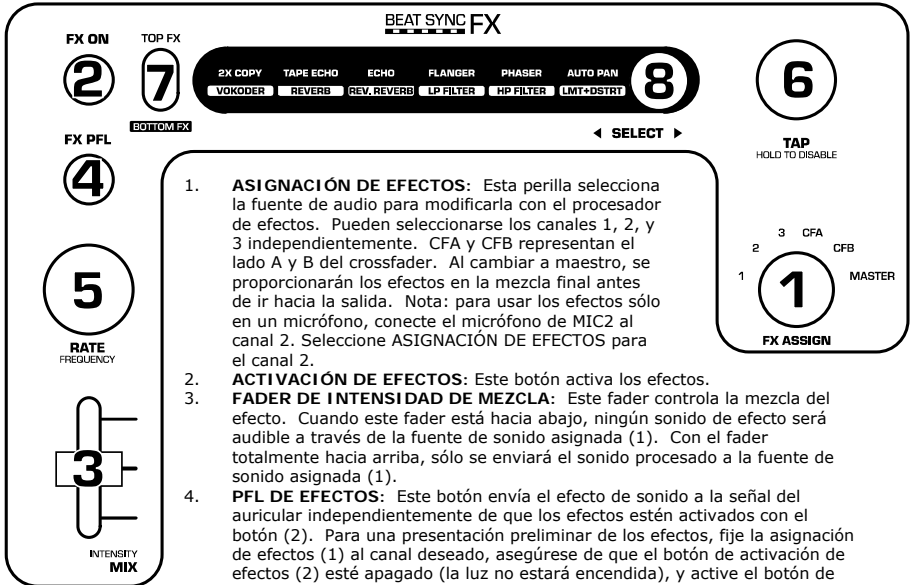 BEAT SYNC FX
FX ON
TOP FX
2
7
2X COPY TAPE ECHO ECHO FLANGER PHASER AUTO PAN
VOKODER REVERB REV. REVERB LP FILTER HP FILTER LMT+DSTRT
8
6
BOTTOM FX
◀ SELECT ▶
TAP
HOLD TO DISABLE
FX PFL
4
5
RATE
FREQUENCY
3
INTENSITY
MIX
1 2 3 CFA CFB MASTER
1
FX ASSIGN
1. ASIGNACIÓN DE EFECTOS: Esta perilla selecciona
la fuente de audio para modificarla con el procesador
de efectos. Pueden seleccionarse los canales 1, 2, y
3 independientemente. CFA y CFB representan el
lado A y B del crossfader. Al cambiar a maestro, se
proporcionarán los efectos en la mezcla final antes
de ir hacia la salida. Nota: para usar los efectos sólo
en un micrófono, conecte el micrófono de MIC2 al
canal 2. Seleccione ASIGNACIÓN DE EFECTOS para
el canal 2.
2. ACTIVACIÓN DE EFECTOS: Este botón activa los efectos.
3. FADER DE INTENSIDAD DE MEZCLA: Este fader controla la mezcla del
efecto. Cuando este fader está hacia abajo, ningún sonido de efecto será
audible a través de la fuente de sonido asignada (1). Con el fader
totalmente hacia arriba, sólo se enviará el sonido procesado a la fuente de
sonido asignada (1).
4. PFL DE EFECTOS: Este botón envía el efecto de sonido a la señal del
auricular independientemente de que los efectos estén activados con el
botón (2). Para una presentación preliminar de los efectos, fije la asignación
de efectos (1) al canal deseado, asegúrese de que el botón de activación de
efectos (2) esté apagado (la luz no estará encendida), y active el botón de